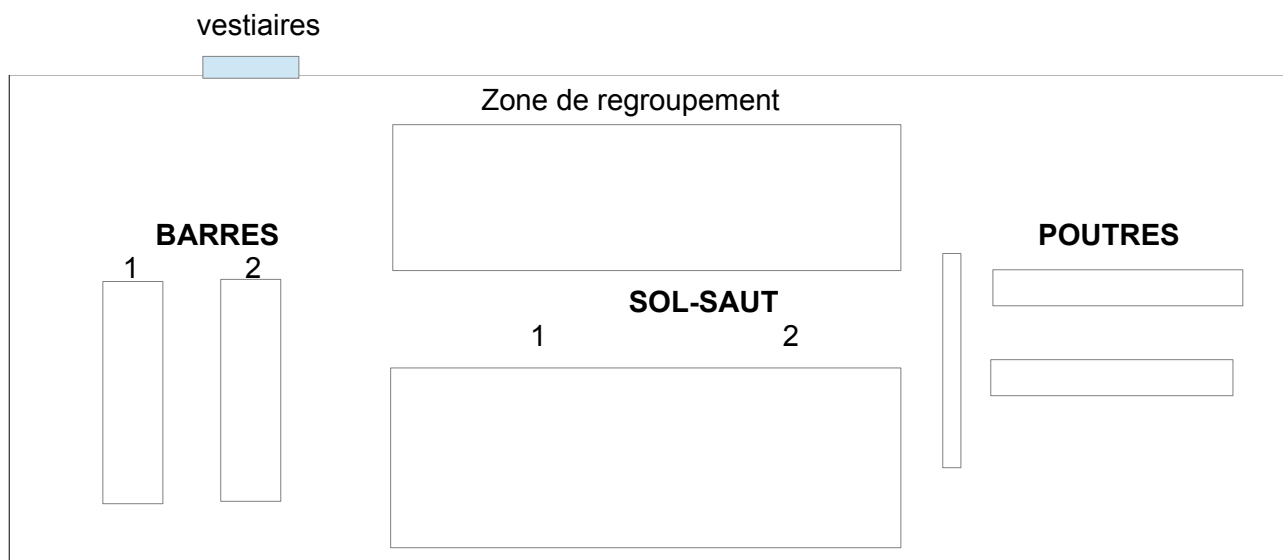 vestiaires
Zone de regroupement
BARRES
1 2
POUTRES
SOL-SAUT
1 2